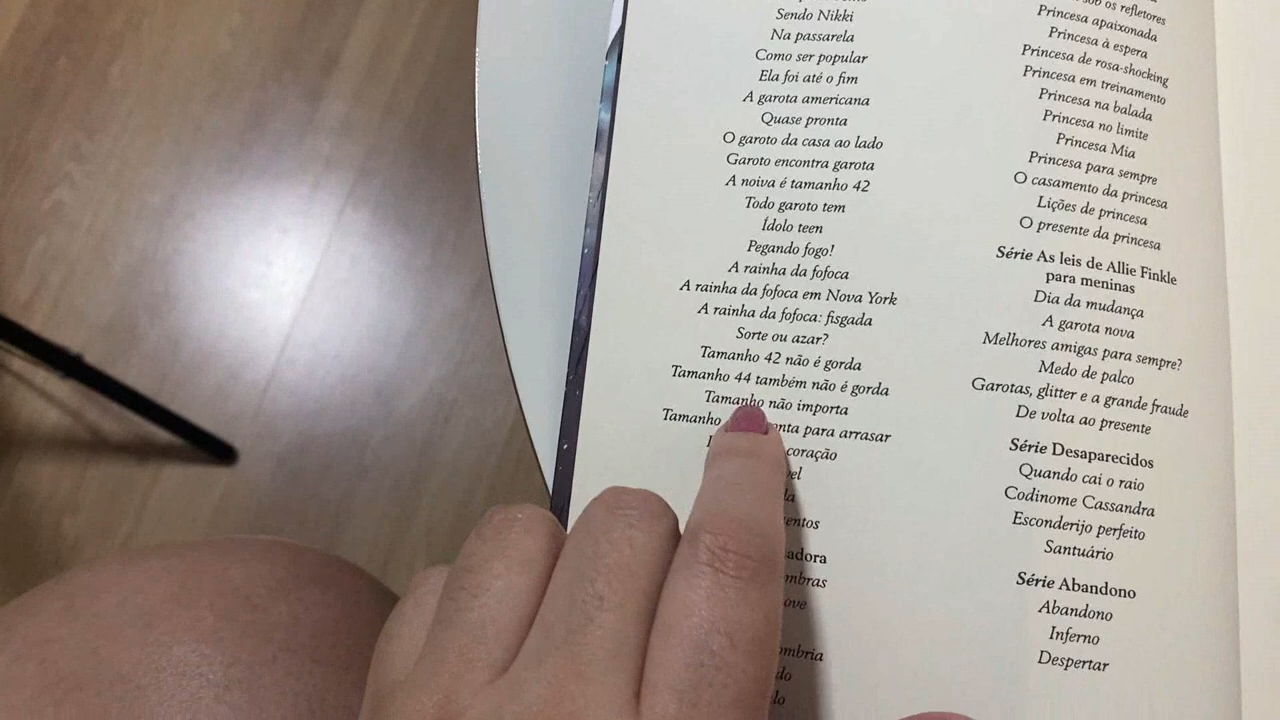 Sendo Nikki
Na passarela
Como ser popular
Ela foi até o fim
A garota americana
Quase pronta
O garoto da casa ao lado
Garoto encontra garota
A noiva é tamanho 42
Todo garoto tem
Ídolo teen
Pegando fogo!
A rainha da fofoca
A rainha da fofoca em Nova York
A rainha da fofoca: fisgada
Sorte ou azar?
Tamanho 42 não é gorda
Tamanho 44 também não é gorda
Tamanho não importa
Tamanho para arrasar
coração
sob os refletores
Princesa apaixonada
Princesa à espera
Princesa de rosa-shocking
Princesa em treinamento
Princesa na balada
Princesa no limite
Princesa Mia
Princesa para sempre
O casamento da princesa
Lições de princesa
O presente da princesa
Série As leis de Allie Finkle
para meninas
Dia da mudança
A garota nova
Melhores amigas para sempre?
Medo de palco
Garotas, glitter e a grande fraude
De volta ao presente
Série Desaparecidos
Quando cai o raio
Codinome Cassandra
Esconderijo perfeito
Santuário
Série Abandono
Abandono
Inferno
Despertar